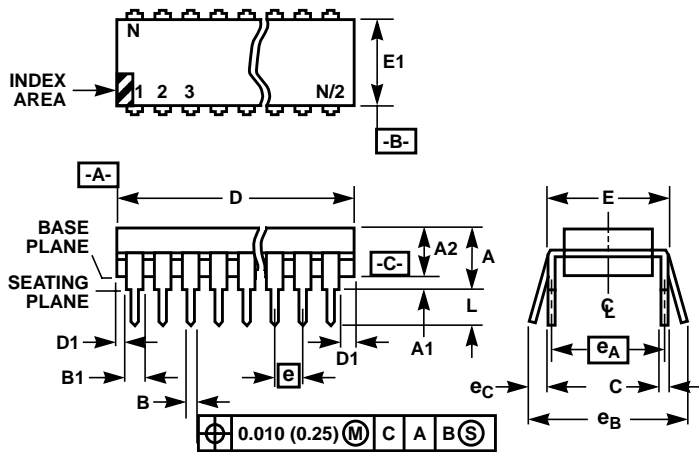 N
E1
INDEX
AREA
1 2 3 N/2
-B-
-A-
D
E
BASE
PLANE
A2
A
-C-
SEATING
PLANE
L
C L
D1
A1
D1
e
eA
B1
eC
C
B
eB
0.010 (0.25) M C A B S